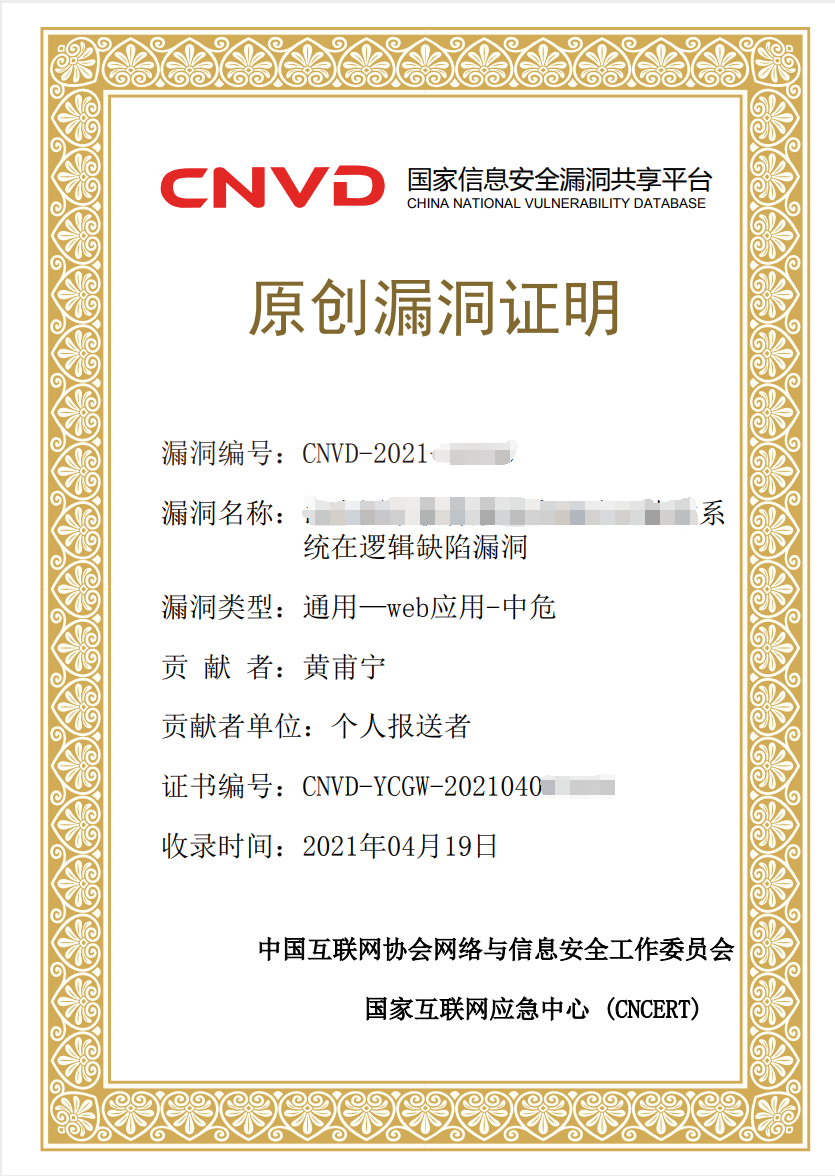 CNVD 国家信息安全漏洞共享平台
CHINA NATIONAL VULNERABILITY DATABASE
原创漏洞证明
漏洞编号：CNVD-2021-
漏洞名称：系
统在逻辑缺陷漏洞
漏洞类型：通用—web应用-中危
贡 献 者：黄甫宁
贡献者单位：个人报送者
证书编号：CNVD-YCGW-2021040
收录时间：2021年04月19日
中国互联网协会网络与信息安全工作委员会
国家互联网应急中心（CNCERT）